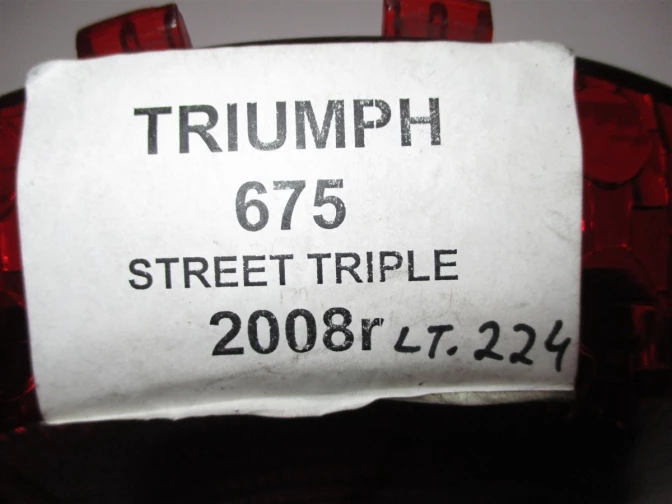 TRIUMPH
675
STREET TRIPLE
2008r LT. 224